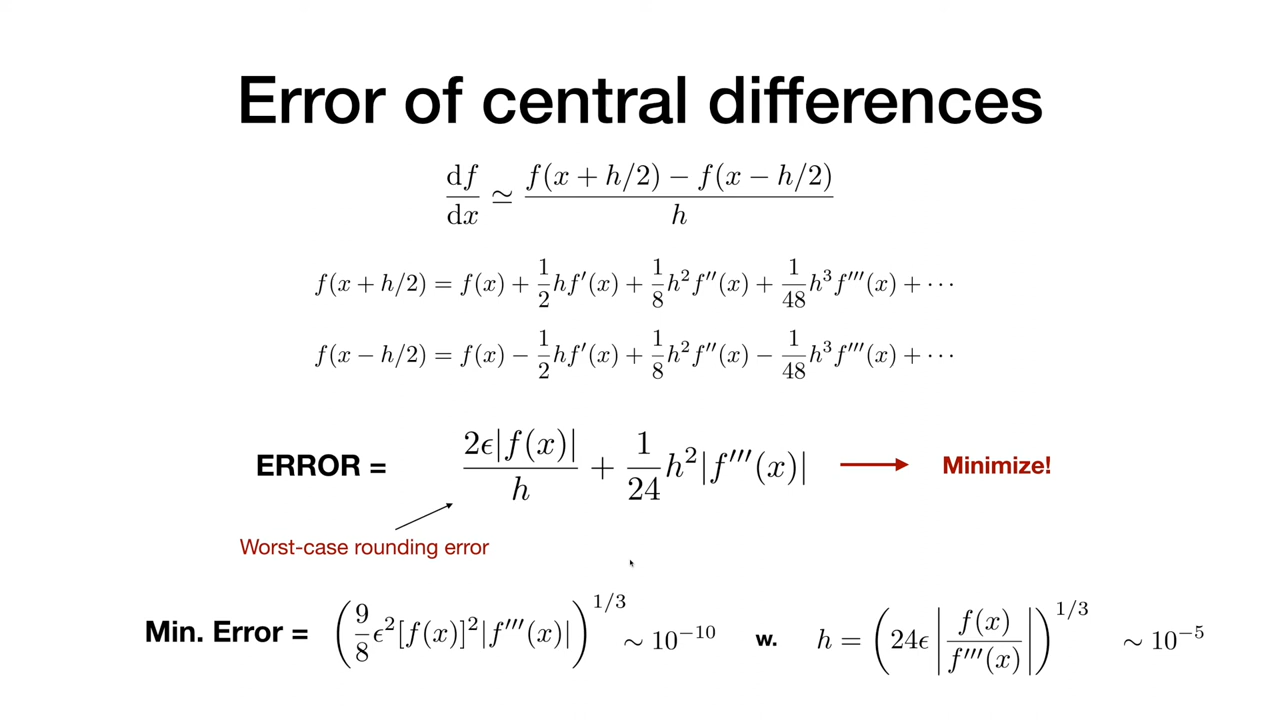 Error of central differences
df/dx ≃ (f(x + h/2) − f(x − h/2))/h
f(x + h/2) = f(x) + 1/2 hf′(x) + 1/8 h²f″(x) + 1/48 h³f‴(x) + ⋯
f(x − h/2) = f(x) − 1/2 hf′(x) + 1/8 h²f″(x) − 1/48 h³f‴(x) + ⋯
ERROR = 2ϵ|f(x)|/h + 1/24 h²|f‴(x)| Minimize!
Worst-case rounding error
Min. Error = (9/8 ϵ²[f(x)]²|f‴(x)|)^1/3 ∼ 10⁻¹⁰ w. h = (24ϵ |f(x)/f‴(x)|)^1/3 ∼ 10⁻⁵